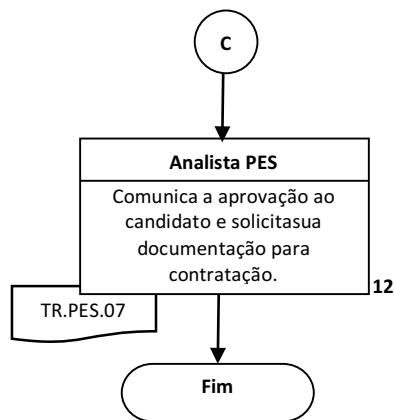 C
Analista PES
Comunica a aprovação ao
candidato e solicitasua
documentação para
contratação.
12
TR.PES.07
Fim